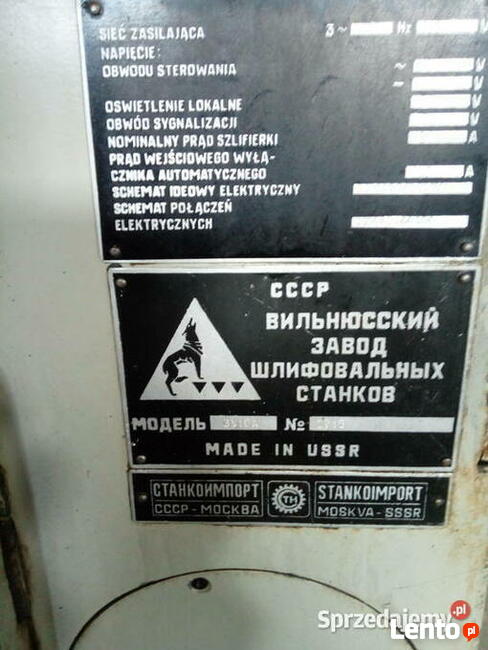 SIEĆ ZASILAJĄCA 3~ Hz V
NAPIĘCIE:
OBWODU STEROWANIA ~ V
~ V
OŚWIETLENIE LOKALNE V
OBWÓD SYGNALIZACJI V
NOMINALNY PRĄD SZLIFIERKI A
PRĄD WEJŚCIOWEGO WYŁĄ-
CZNIKA AUTOMATYCZNEGO A
SCHEMAT IDEOWY ELEKTRYCZNY
SCHEMAT POŁĄCZEŃ
ELEKTRYCZNYCH
СССР
ВИЛЬНЮССКИЙ
ЗАВОД
ШЛИФОВАЛЬНЫХ
СТАНКОВ
МОДЕЛЬ №
MADE IN USSR
СТАНКОИМПОРТ
СССР - МОСКВА
STANKOIMPORT
MOSKVA - SSSR
Sprzedajemy.pl
Lento.pl